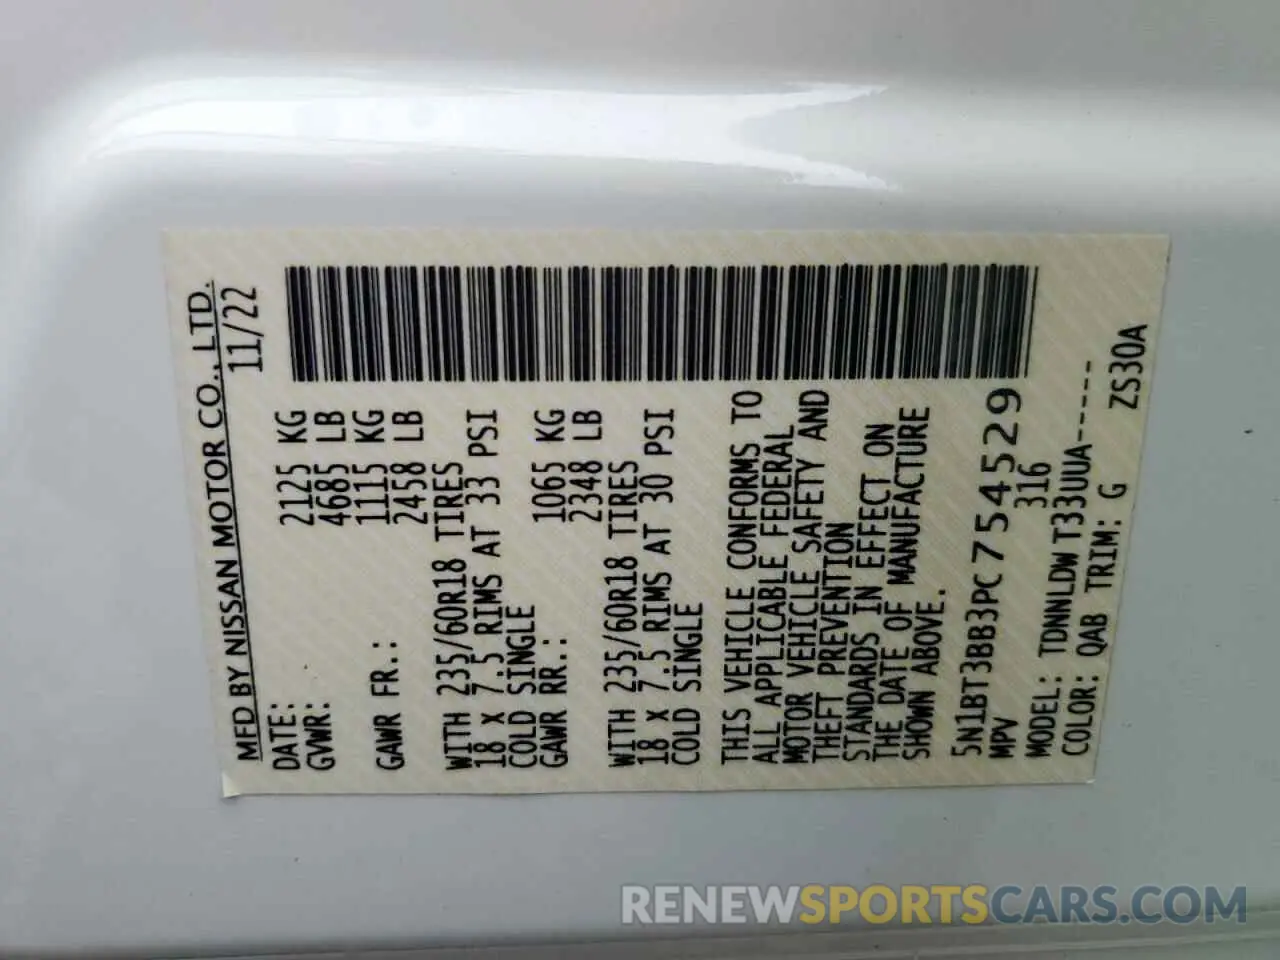 MFD BY NISSAN MOTOR CO., LTD.
DATE: 11/22
GVWR: 2125 KG
4685 LB
GAWR FR.: 1115 KG
2458 LB
WITH 235/60R18 TIRES
18 X 7.5 RIMS AT 33 PSI
COLD SINGLE
GAWR RR.: 1065 KG
2348 LB
WITH 235/60R18 TIRES
18 X 7.5 RIMS AT 30 PSI
COLD SINGLE
THIS VEHICLE CONFORMS TO
ALL APPLICABLE FEDERAL
MOTOR VEHICLE SAFETY AND
THEFT PREVENTION
STANDARDS IN EFFECT ON
THE DATE OF MANUFACTURE
SHOWN ABOVE.
5N1BT3BB3PC754529
MPV 316
MODEL: TDNNLDW T33UUA-----
COLOR: QAB TRIM: G ZS30A
RENEWSPORTSCARS.COM